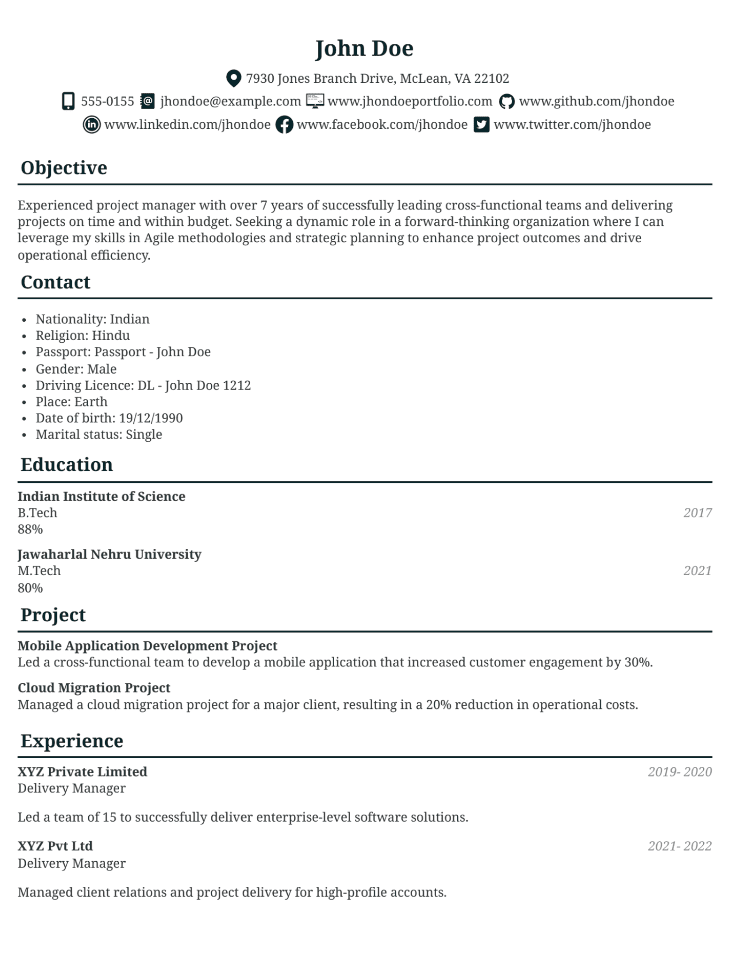 John Doe
7930 Jones Branch Drive, McLean, VA 22102
555-0155 jhondoe@example.com www.jhondoeportfolio.com www.github.com/jhondoe
www.linkedin.com/jhondoe www.facebook.com/jhondoe www.twitter.com/jhondoe
Objective
Experienced project manager with over 7 years of successfully leading cross-functional teams and delivering
projects on time and within budget. Seeking a dynamic role in a forward-thinking organization where I can
leverage my skills in Agile methodologies and strategic planning to enhance project outcomes and drive
operational efficiency.
Contact
• Nationality: Indian
• Religion: Hindu
• Passport: Passport - John Doe
• Gender: Male
• Driving Licence: DL - John Doe 1212
• Place: Earth
• Date of birth: 19/12/1990
• Marital status: Single
Education
Indian Institute of Science
B.Tech 2017
88%
Jawaharlal Nehru University
M.Tech 2021
80%
Project
Mobile Application Development Project
Led a cross-functional team to develop a mobile application that increased customer engagement by 30%.
Cloud Migration Project
Managed a cloud migration project for a major client, resulting in a 20% reduction in operational costs.
Experience
XYZ Private Limited 2019- 2020
Delivery Manager
Led a team of 15 to successfully deliver enterprise-level software solutions.
XYZ Pvt Ltd 2021- 2022
Delivery Manager
Managed client relations and project delivery for high-profile accounts.